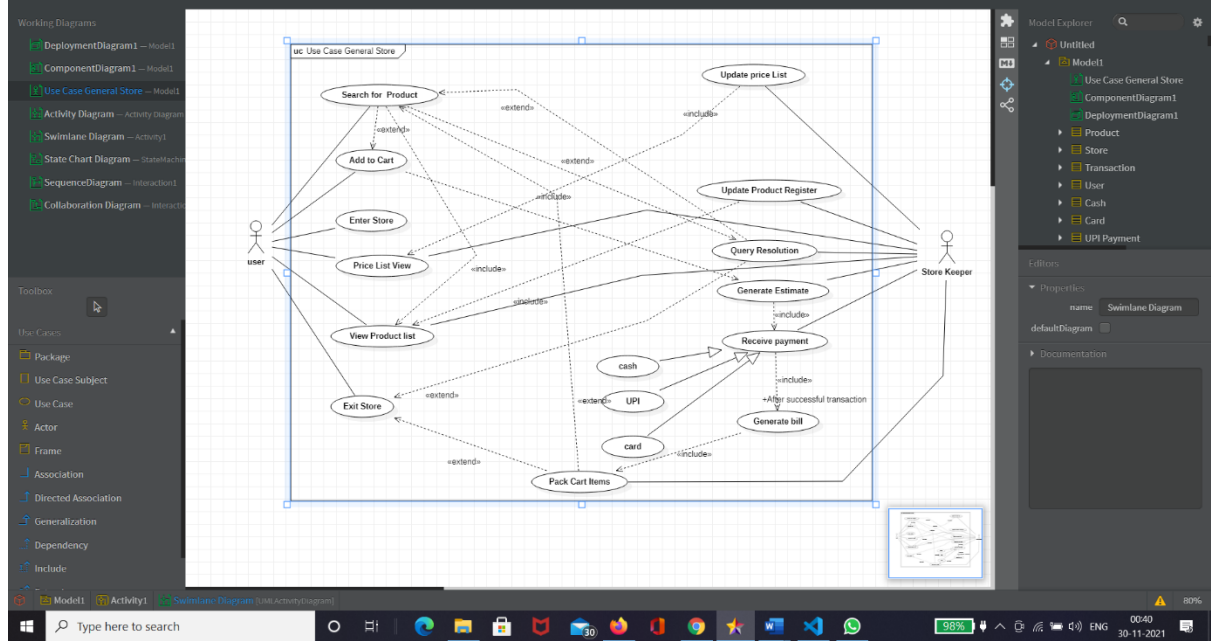 Working Diagrams
DeploymentDiagram1 — Model1
ComponentDiagram1 — Model1
Use Case General Store — Model1
Activity Diagram — Activity Diagram
Swimlane Diagram — Activity1
State Chart Diagram — StateMachin
SequenceDiagram — Interaction1
Collaboration Diagram — Interactic
Toolbox
Use Cases
Package
Use Case Subject
Use Case
Actor
Frame
Association
Directed Association
Generalization
Dependency
Include
uc Use Case General Store
Update price List
Search for Product
«extend»
«include»
«extend»
Add to Cart
«extend»
Update Product Register
«include»
Enter Store
user
Query Resolution
Price List View
«include»
Store Keeper
Generate Estimate
«include»
«include»
View Product list
Receive payment
cash
«include»
«extend»
«extend»
UPI
+After successful transaction
Exit Store
Generate bill
card
«include»
«extend»
Pack Cart Items
Model Explorer
Untitled
Model1
Use Case General Store
ComponentDiagram1
DeploymentDiagram1
Product
Store
Transaction
User
Cash
Card
UPI Payment
Editors
Properties
name Swimlane Diagram
defaultDiagram
Documentation
Model1 Activity1 Swimlane Diagram [UMLActivityDiagram]
80%
Type here to search
30
98%
ENG
00:40
30-11-2021